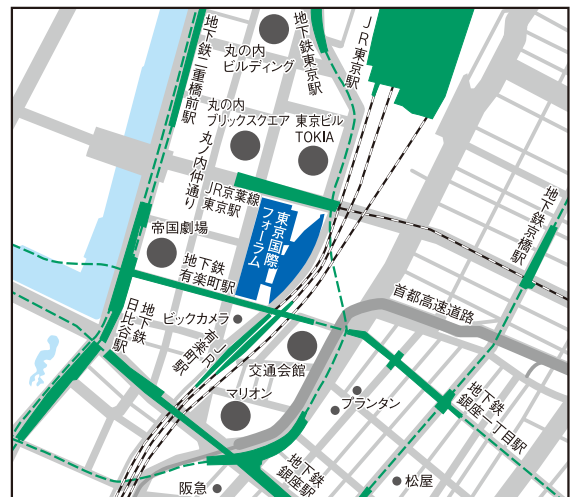 地下鉄二重橋前駅
丸の内
ビルディング
地下鉄東京駅
JR東京駅
丸の内
ブリックスクエア
東京ビル
TOKIA
丸ノ内仲通り
JR京葉線
東京駅
地下鉄京橋駅
帝国劇場
東京国際
フォーラム
地下鉄
有楽町駅
首都高速道路
地下鉄
日比谷駅
ビックカメラ
JR
有楽町駅
交通会館
マリオン
プランタン
地下鉄
銀座一丁目駅
地下鉄
銀座駅
阪急
松屋